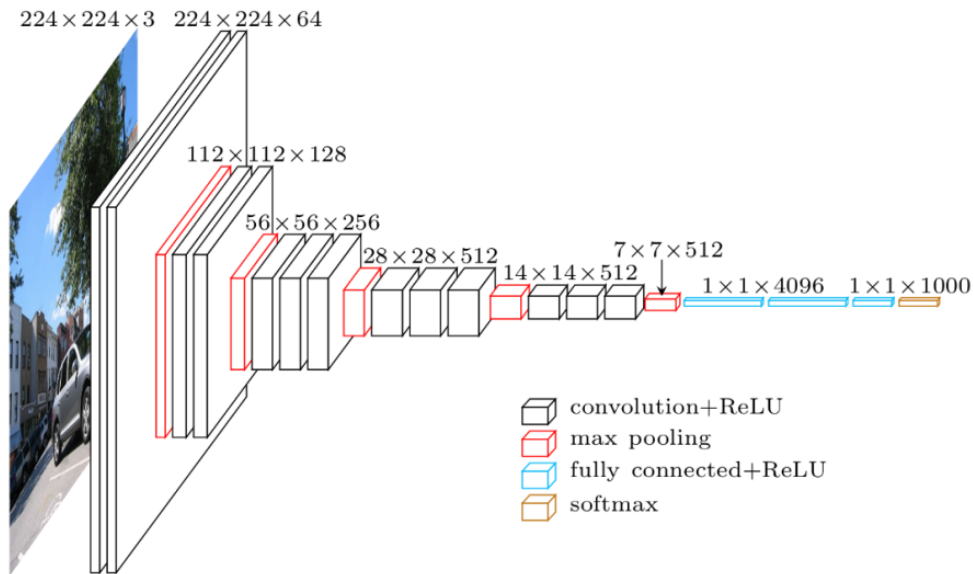 224×224×3
224×224×64
112×112×128
56×56×256
28×28×512
14×14×512
7×7×512
1×1×4096
1×1×1000
convolution+ReLU
max pooling
fully connected+ReLU
softmax